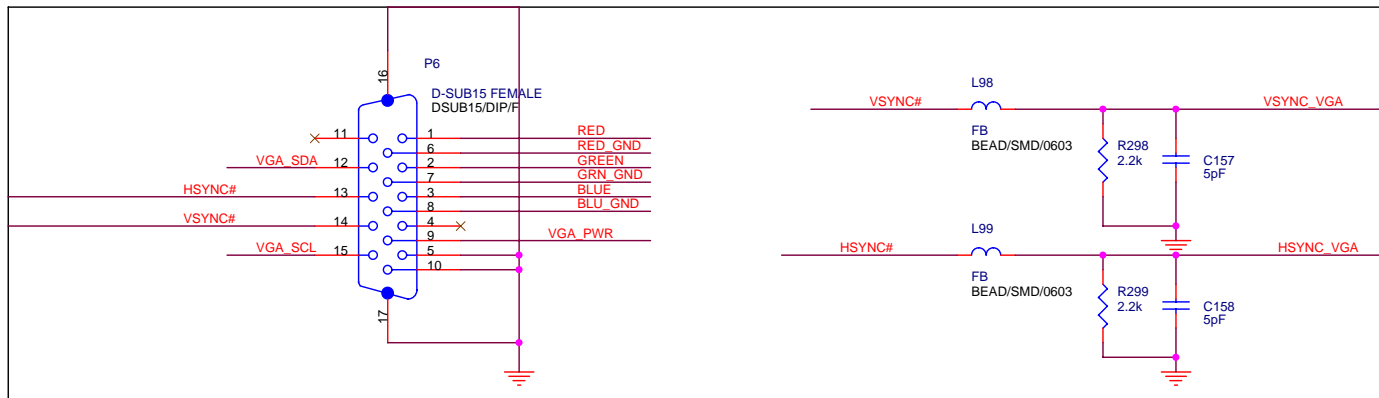 P6
D-SUB15 FEMALE
DSUB15/DIP/F
16
11
1
RED
6
RED_GND
VGA_SDA
12
2
GREEN
7
GRN_GND
HSYNC#
13
3
BLUE
8
BLU_GND
VSYNC#
14
4
9
VGA_PWR
VGA_SCL
15
5
10
17
L98
VSYNC#
VSYNC_VGA
FB
BEAD/SMD/0603
R298
2.2k
C157
5pF
L99
HSYNC#
HSYNC_VGA
FB
BEAD/SMD/0603
R299
2.2k
C158
5pF